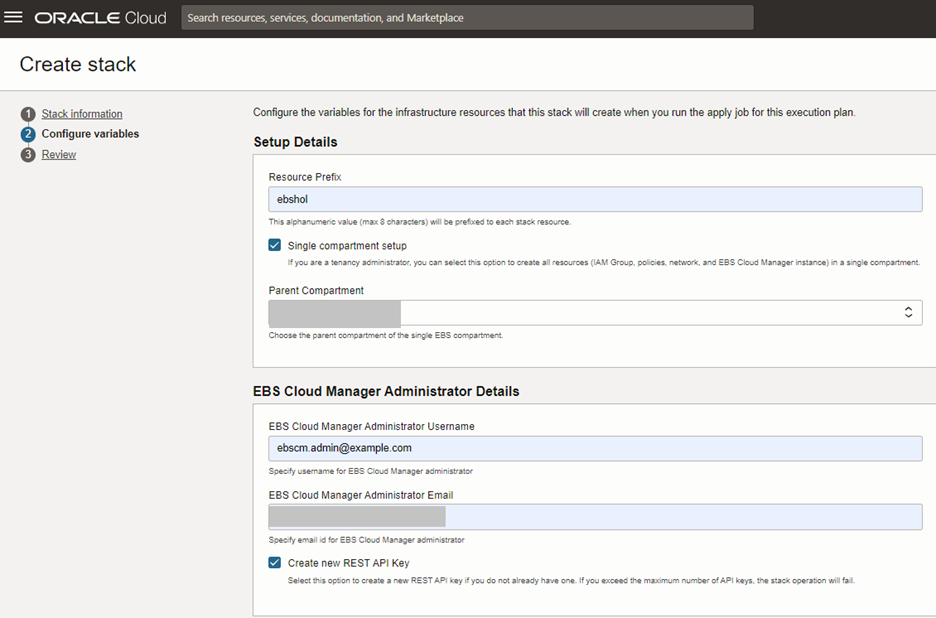 ORACLE Cloud
Search resources, services, documentation, and Marketplace
Create stack
1 Stack information
2 Configure variables
3 Review
Configure the variables for the infrastructure resources that this stack will create when you run the apply job for this execution plan.
Setup Details
Resource Prefix
ebshol
This alphanumeric value (max 8 characters) will be prefixed to each stack resource.
Single compartment setup
If you are a tenancy administrator, you can select this option to create all resources (IAM Group, policies, network, and EBS Cloud Manager instance) in a single compartment.
Parent Compartment
Choose the parent compartment of the single EBS compartment.
EBS Cloud Manager Administrator Details
EBS Cloud Manager Administrator Username
ebscm.admin@example.com
Specify username for EBS Cloud Manager administrator
EBS Cloud Manager Administrator Email
Specify email id for EBS Cloud Manager administrator
Create new REST API Key
Select this option to create a new REST API key if you do not already have one. If you exceed the maximum number of API keys, the stack operation will fail.